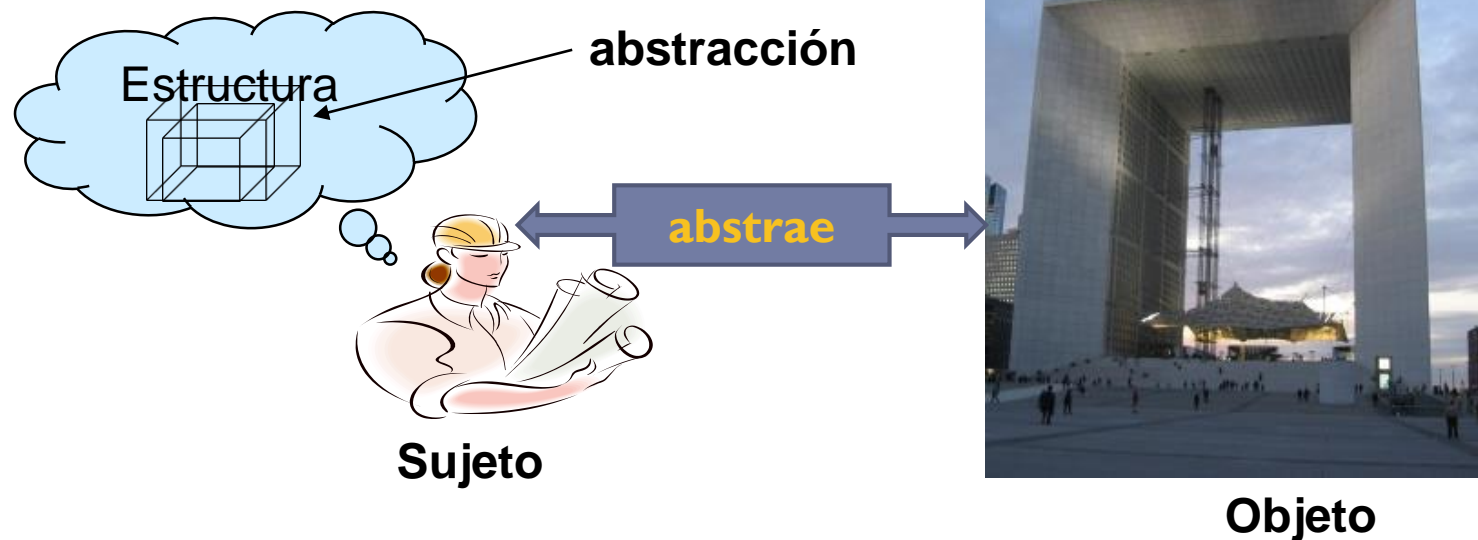 abstracción
Estructura
abstrae
Sujeto
Objeto